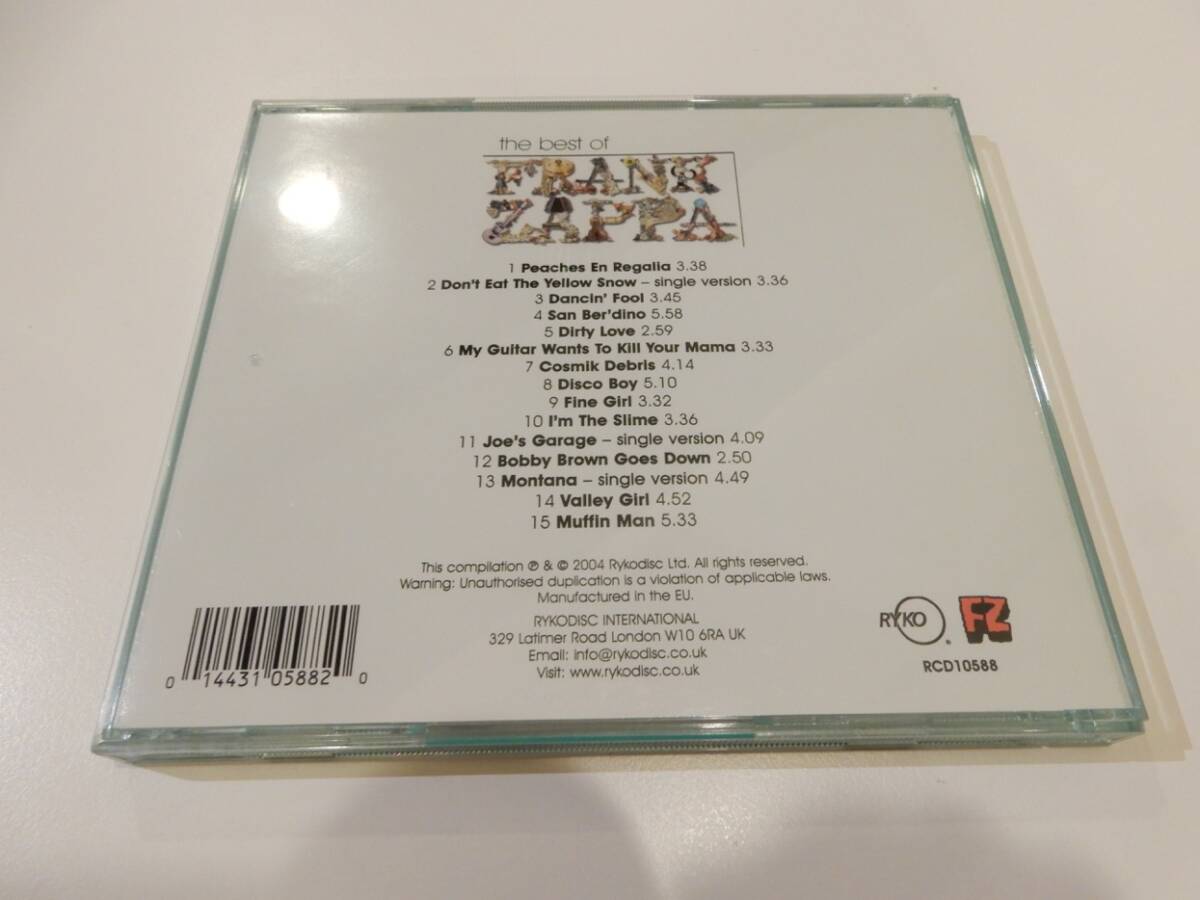 the best of
FRANK
ZAPPA
1 Peaches En Regalia 3.38
2 Don't Eat The Yellow Snow – single version 3.36
3 Dancin' Fool 3.45
4 San Ber'dino 5.58
5 Dirty Love 2.59
6 My Guitar Wants To Kill Your Mama 3.33
7 Cosmik Debris 4.14
8 Disco Boy 5.10
9 Fine Girl 3.32
10 I'm The Slime 3.36
11 Joe's Garage – single version 4.09
12 Bobby Brown Goes Down 2.50
13 Montana – single version 4.49
14 Valley Girl 4.52
15 Muffin Man 5.33
This compilation ℗ & © 2004 Rykodisc Ltd. All rights reserved.
Warning: Unauthorised duplication is a violation of applicable laws.
Manufactured in the EU.
RYKODISC INTERNATIONAL
329 Latimer Road London W10 6RA UK
Email: info@rykodisc.co.uk
Visit: www.rykodisc.co.uk
0 14431 05882 0
RYKO
FZ
RCD10588